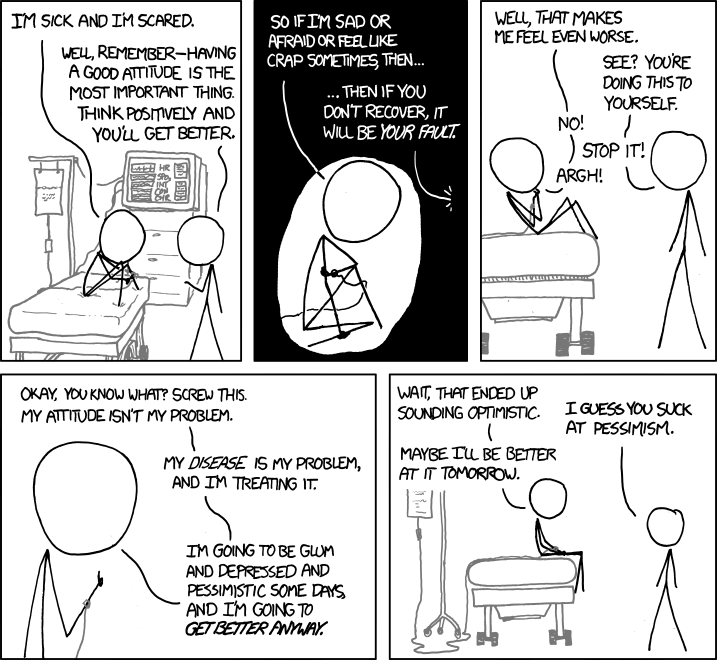 I'M SICK AND I'M SCARED.
WELL, REMEMBER—HAVING
A GOOD ATTITUDE IS THE
MOST IMPORTANT THING.
THINK POSITIVELY AND
YOU'LL GET BETTER.
HR
INT
SO IF I'M SAD OR
AFRAID OR FEEL LIKE
CRAP SOMETIMES, THEN...
...THEN IF YOU
DON'T RECOVER, IT
WILL BE YOUR FAULT.
WELL, THAT MAKES
ME FEEL EVEN WORSE.
SEE? YOU'RE
DOING THIS TO
YOURSELF.
NO!
STOP IT!
ARGH!
OKAY, YOU KNOW WHAT? SCREW THIS.
MY ATTITUDE ISN'T MY PROBLEM.
MY DISEASE IS MY PROBLEM,
AND I'M TREATING IT.
I'M GOING TO BE GLUM
AND DEPRESSED AND
PESSIMISTIC SOME DAYS,
AND I'M GOING TO
GET BETTER ANYWAY.
WAIT, THAT ENDED UP
SOUNDING OPTIMISTIC.
MAYBE I'LL BE BETTER
AT IT TOMORROW.
I GUESS YOU SUCK
AT PESSIMISM.